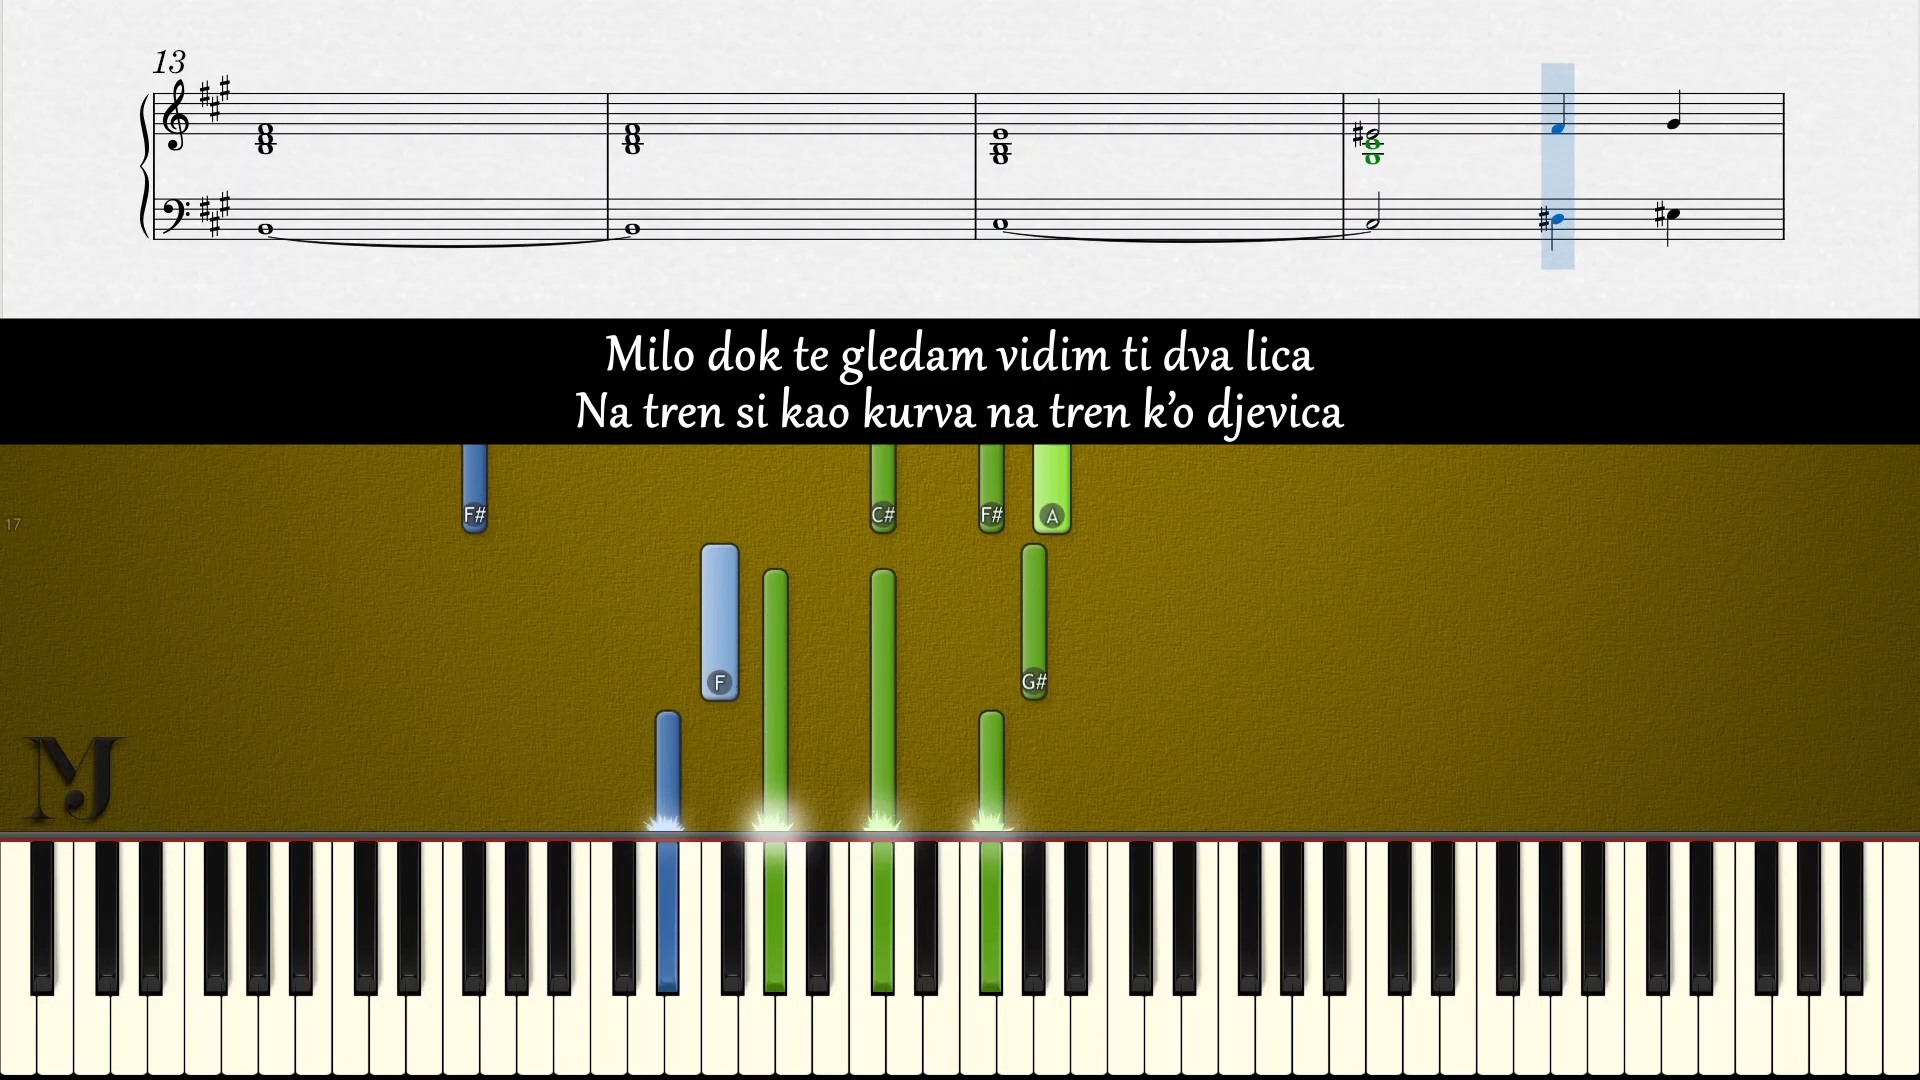 13
Milo dok te gledam vidim ti dva lica
Na tren si kao kurva na tren k’o djevica
F# C# F# A
17
F G#
MJ